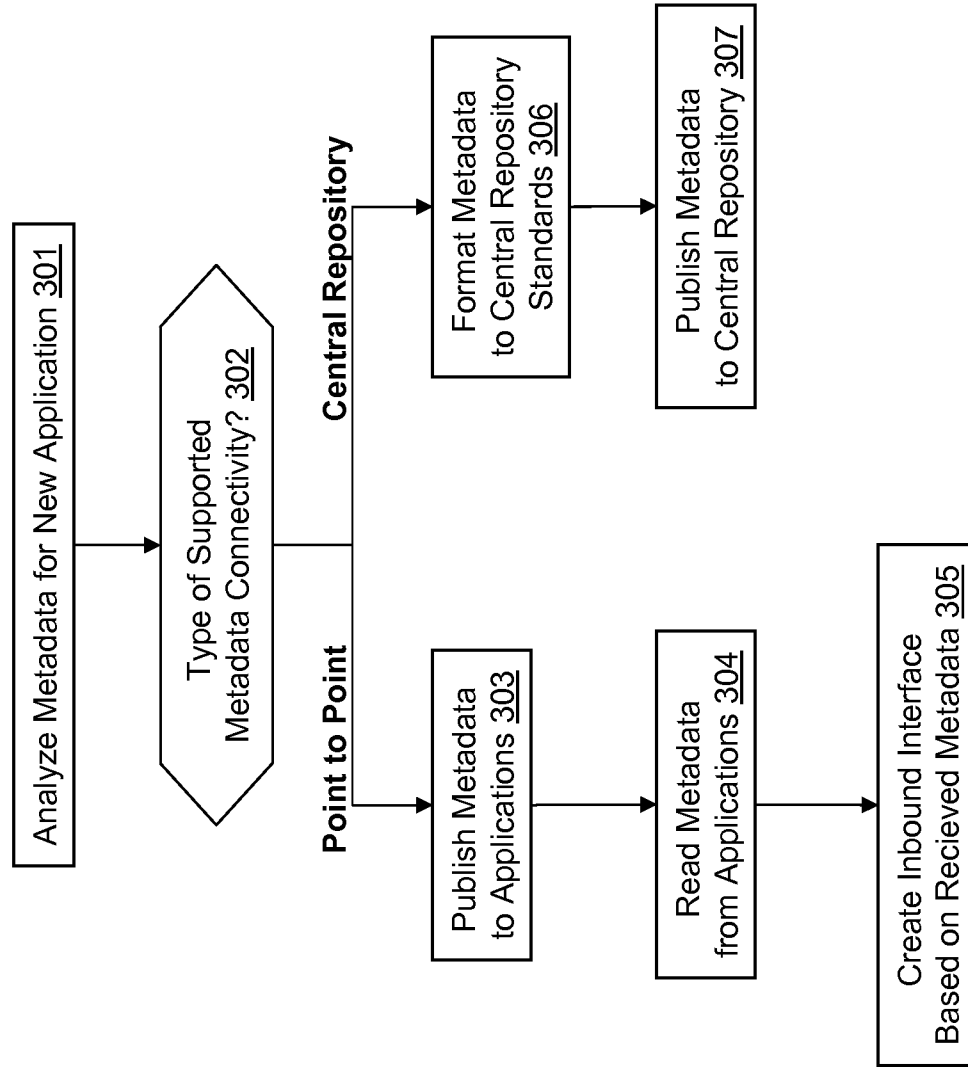 Analyze Metadata for New Application 301
Type of Supported
Metadata Connectivity? 302
Point to Point
Central Repository
Publish Metadata
to Applications 303
Read Metadata
from Applications 304
Create Inbound Interface
Based on Recieved Metadata 305
Format Metadata
to Central Repository
Standards 306
Publish Metadata
to Central Repository 307